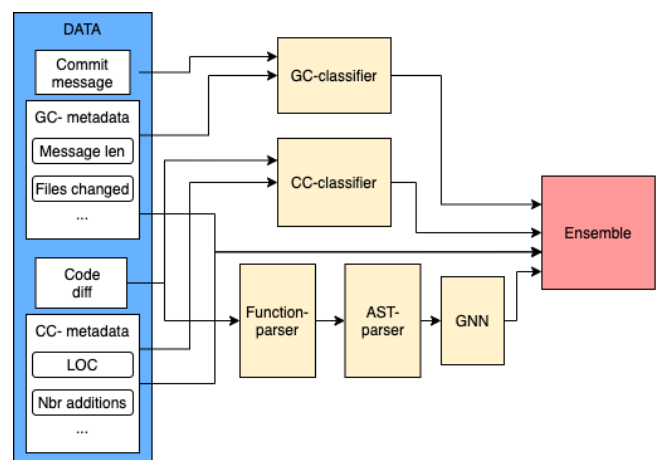 DATA
Commit
message
GC- metadata
Message len
Files changed
...
Code
diff
CC- metadata
LOC
Nbr additions
...
GC-classifier
CC-classifier
Function-
parser
AST-
parser
GNN
Ensemble